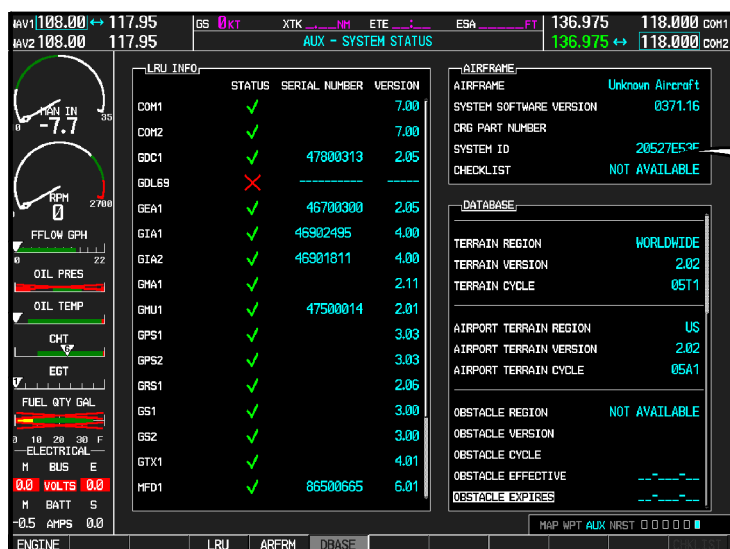 NAV1 108.00 ↔ 117.95 GS 0KT XTK _._NM ETE __:__ ESA _____FT 136.975 118.000 COM1
NAV2 108.00 117.95 AUX - SYSTEM STATUS 136.975 ↔ 118.000 COM2
MAN IN
-7.7
0 35
RPM
0
2700
FFLOW GPH
0 22
OIL PRES
OIL TEMP
CHT
6
EGT
1
FUEL QTY GAL
0 10 20 30 F
ELECTRICAL
M BUS E
0.0 VOLTS 0.0
M BATT S
-0.5 AMPS 0.0
LRU INFO
STATUS SERIAL NUMBER VERSION
COM1 ✓ 7.00
COM2 ✓ 7.00
GDC1 ✓ 47800313 2.05
GDL69 ✗ ---------- -----
GEA1 ✓ 46700300 2.05
GIA1 ✓ 46902495 4.00
GIA2 ✓ 46901811 4.00
GMA1 ✓ 2.11
GMU1 ✓ 47500014 2.01
GPS1 ✓ 3.03
GPS2 ✓ 3.03
GRS1 ✓ 2.06
GS1 ✓ 3.00
GS2 ✓ 3.00
GTX1 ✓ 4.01
MFD1 ✓ 86500665 6.01
AIRFRAME
AIRFRAME Unknown Aircraft
SYSTEM SOFTWARE VERSION 0371.16
CRG PART NUMBER
SYSTEM ID 20527E53F
CHECKLIST NOT AVAILABLE
DATABASE
TERRAIN REGION WORLDWIDE
TERRAIN VERSION 2.02
TERRAIN CYCLE 05T1
AIRPORT TERRAIN REGION US
AIRPORT TERRAIN VERSION 2.02
AIRPORT TERRAIN CYCLE 05A1
OBSTACLE REGION NOT AVAILABLE
OBSTACLE VERSION
OBSTACLE CYCLE
OBSTACLE EFFECTIVE __-___-__
OBSTACLE EXPIRES __-___-__
MAP WPT AUX NRST
ENGINE LRU ARFRM DBASE CHKLIST